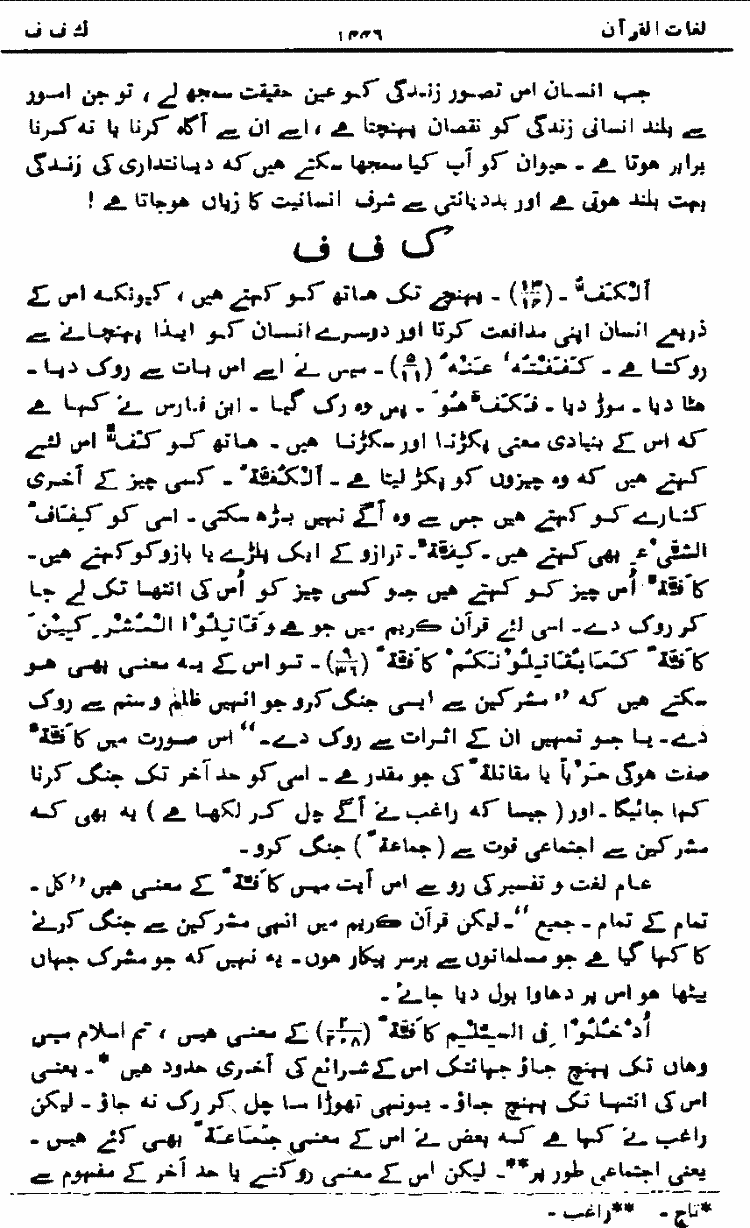 لغات القرآن ۱۴۴۶ ك ف ف
جب انسان اس تصور زندگی کو عین حقیقت سمجھ لے ، تو جن امور
سے بلند انسانی زندگی کو نقصان پہنچتا ہے ، اسے ان سے آگاہ کرنا یا نہ کرنا
برابر ہوتا ہے ۔ حیوان کو آپ کیا سمجھا سکتے ہیں کہ دیانتداری کی زندگی
بہت بلند ہوتی ہے اور بددیانتی سے شرف انسانیت کا زیاں ہوجاتا ہے !
ک ف ف
اَلْکَفُّ ۔ (۱۳/۱۴) ۔ پہنچے تک ہاتھ کو کہتے ہیں ، کیونکہ اس کے
ذریعے انسان اپنی مدافعت کرتا اور دوسرے انسان کو ایذا پہنچانے سے
روکتا ہے ۔ کَفَفْتُہٗ عَنْہُ (۵/۱۱) ۔ میں نے اسے اس بات سے روک دیا ۔
ہٹا دیا ۔ موڑ دیا ۔ فَکَفَّ ھُوَ ۔ پس وہ رک گیا ۔ ابن فارس نے کہا ہے
کہ اس کے بنیادی معنی پکڑنا اور سکڑنا ہیں ۔ ہاتھ کو کَفٌّ اس لئے
کہتے ہیں کہ وہ چیزوں کو پکڑ لیتا ہے ۔ اَلْکُفَّۃُ ۔ کسی چیز کے آخری
کنارے کو کہتے ہیں جس سے وہ آگے نہیں بڑھ سکتی ۔ اسی کو کِفَافُ
الشَّیْءِ بھی کہتے ہیں ۔ کِفَّۃٌ ۔ ترازو کے ایک پلڑے یا بازو کو کہتے ہیں ۔
کَافَّۃٌ اُس چیز کو کہتے ہیں جو کسی چیز کو اُس کی انتہا تک لے جا
کر روک دے ۔ اسی لئے قرآن کریم میں جو ہے وَقَاتِلُوْا الْمُشْرِکِیْنَ
کَافَّۃً کَمَا یُقَاتِلُوْنَکُمْ کَافَّۃً (۹/۳۶) ۔ تو اس کے یہ معنی بھی ہو
سکتے ہیں کہ ’’مشرکین سے ایسی جنگ کرو جو انہیں ظلم و ستم سے روک
دے ۔ یا جو تمہیں ان کے اثرات سے روک دے ۔‘‘ اس صورت میں کَافَّۃً
صفت ہوگی حَرْباً یا مقاتلۃً کی جو مقدر ہے ۔ اسی کو حد آخر تک جنگ کرنا
کہا جائیگا ۔ اور (جیسا کہ راغب نے آگے چل کر لکھا ہے) یہ بھی کہ
مشرکین سے اجتماعی قوت سے (جماعۃً) جنگ کرو ۔
عام لغت و تفسیر کی رو سے اس آیت میں کَافَّۃً کے معنی ہیں ’’کل ۔
تمام کے تمام ۔ جمیع‘‘ ۔ لیکن قرآن کریم میں انہی مشرکین سے جنگ کرنے
کا کہا گیا ہے جو مسلمانوں سے برسر پیکار ہوں ۔ یہ نہیں کہ جو مشرک جہاں
بیٹھا ہو اس پر دھاوا بول دیا جائے ۔
اُدْخُلُوْا فِی السِّلْمِ کَافَّۃً (۲/۲۰۸) کے معنی ہیں ، تم اسلام میں
وہاں تک پہنچ جاؤ جہانتک اس کے شرائع کی آخری حدود ہیں * ۔ یعنی
اس کی انتہا تک پہنچ جاؤ ۔ یونہی تھوڑا سا چل کر رک نہ جاؤ ۔ لیکن
راغب نے کہا ہے کہ بعض نے اس کے معنی جَمَاعَۃً بھی کئے ہیں ۔
یعنی اجتماعی طور پر** ۔ لیکن اس کے معنی روکنے یا حد آخر کے مفہوم سے
*تاج ۔ **راغب ۔